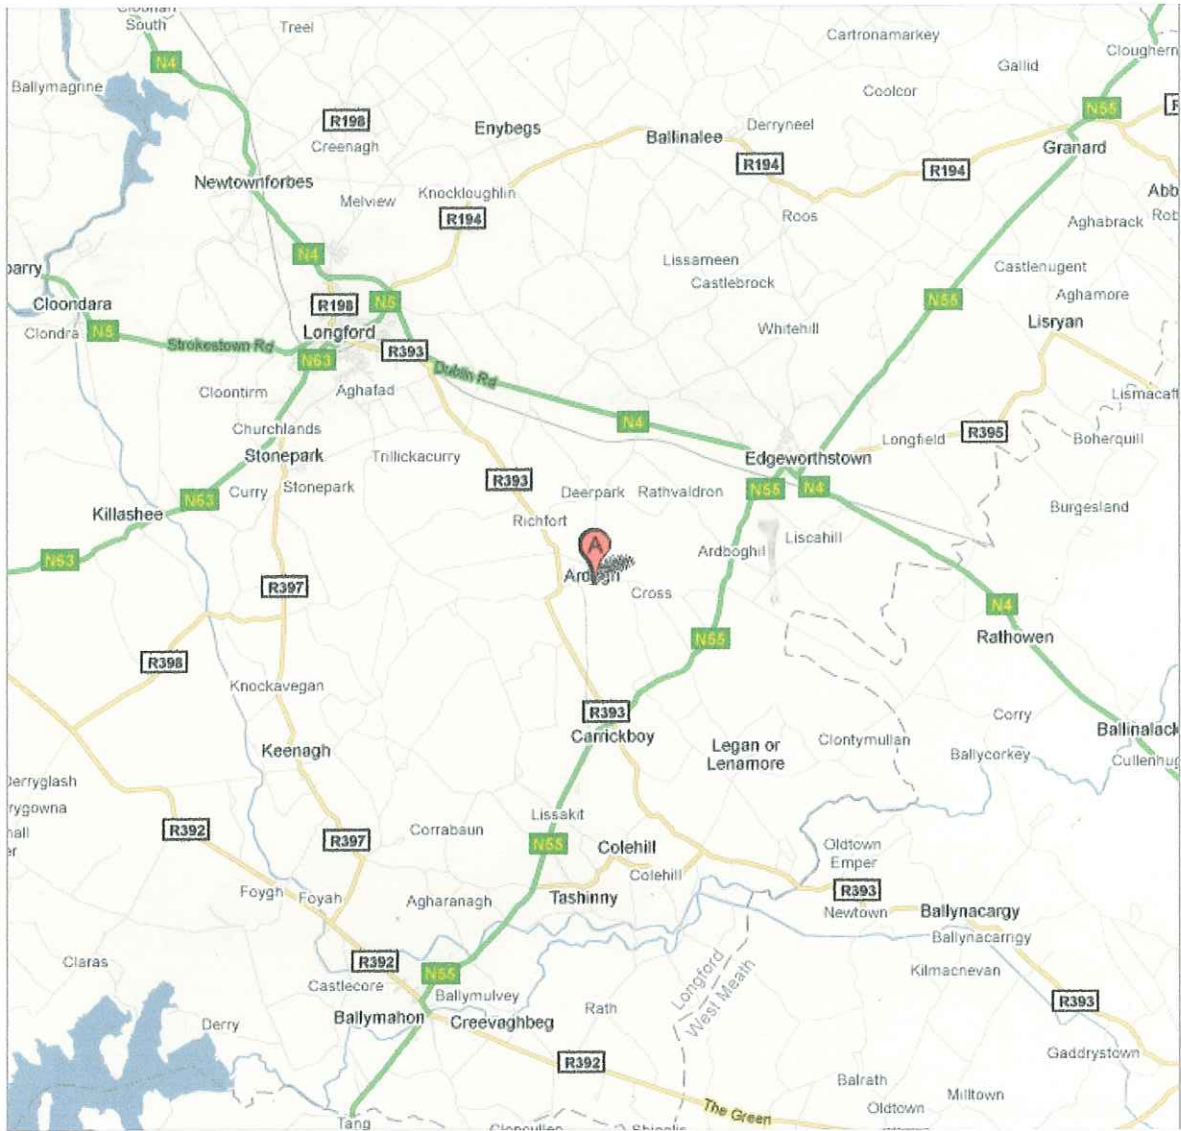 South
Treel
Cartronamarkey
N4
Gallid
Ballymagrine
Coolcor
N55
R198
Enybegs
Derryneel
Creenagh
Ballinalee
Granard
R194
R194
Newtownforbes
Knockloughlin
Melview
R194
Roos
Aghabrack
N4
Lissameen
Castlebrock
Castlenugent
Aghamore
Cloondara
R198
N5
N55
Lisryan
Clondra
N5
Longford
Whitehill
Strokestown Rd
N63
R393
Dublin Rd
Cloontirm
Aghafad
N4
Churchlands
Longfield
R395
Boherquill
Stonepark
Trillickacurry
Edgeworthstown
R393
Deerpark
Rathvaldron
N55
N4
Curry
Stonepark
N63
Killashee
Richfort
Burgesland
Liscahill
A
Ardboghil
N63
R397
Cross
N4
N55
Rathowen
R398
Knockavegan
R393
Corry
Keenagh
Carrickboy
Legan or
Lenamore
Clontymullan
Ballycorkey
Lissakit
R392
R397
Corrabaun
N55
Colehill
Oldtown
Emper
Colehill
Foygh
Foyah
Agharanagh
Tashinny
R393
Newtown
Ballynacargy
Ballynacarrigy
Claras
R392
N55
Kilmacnevan
Castlecore
Ballymulvey
Longford
West Meath
R393
Rath
Derry
Ballymahon
Creevaghbeg
R392
Gaddrystown
Balrath
Milltown
The Green
Oldtown
Tang